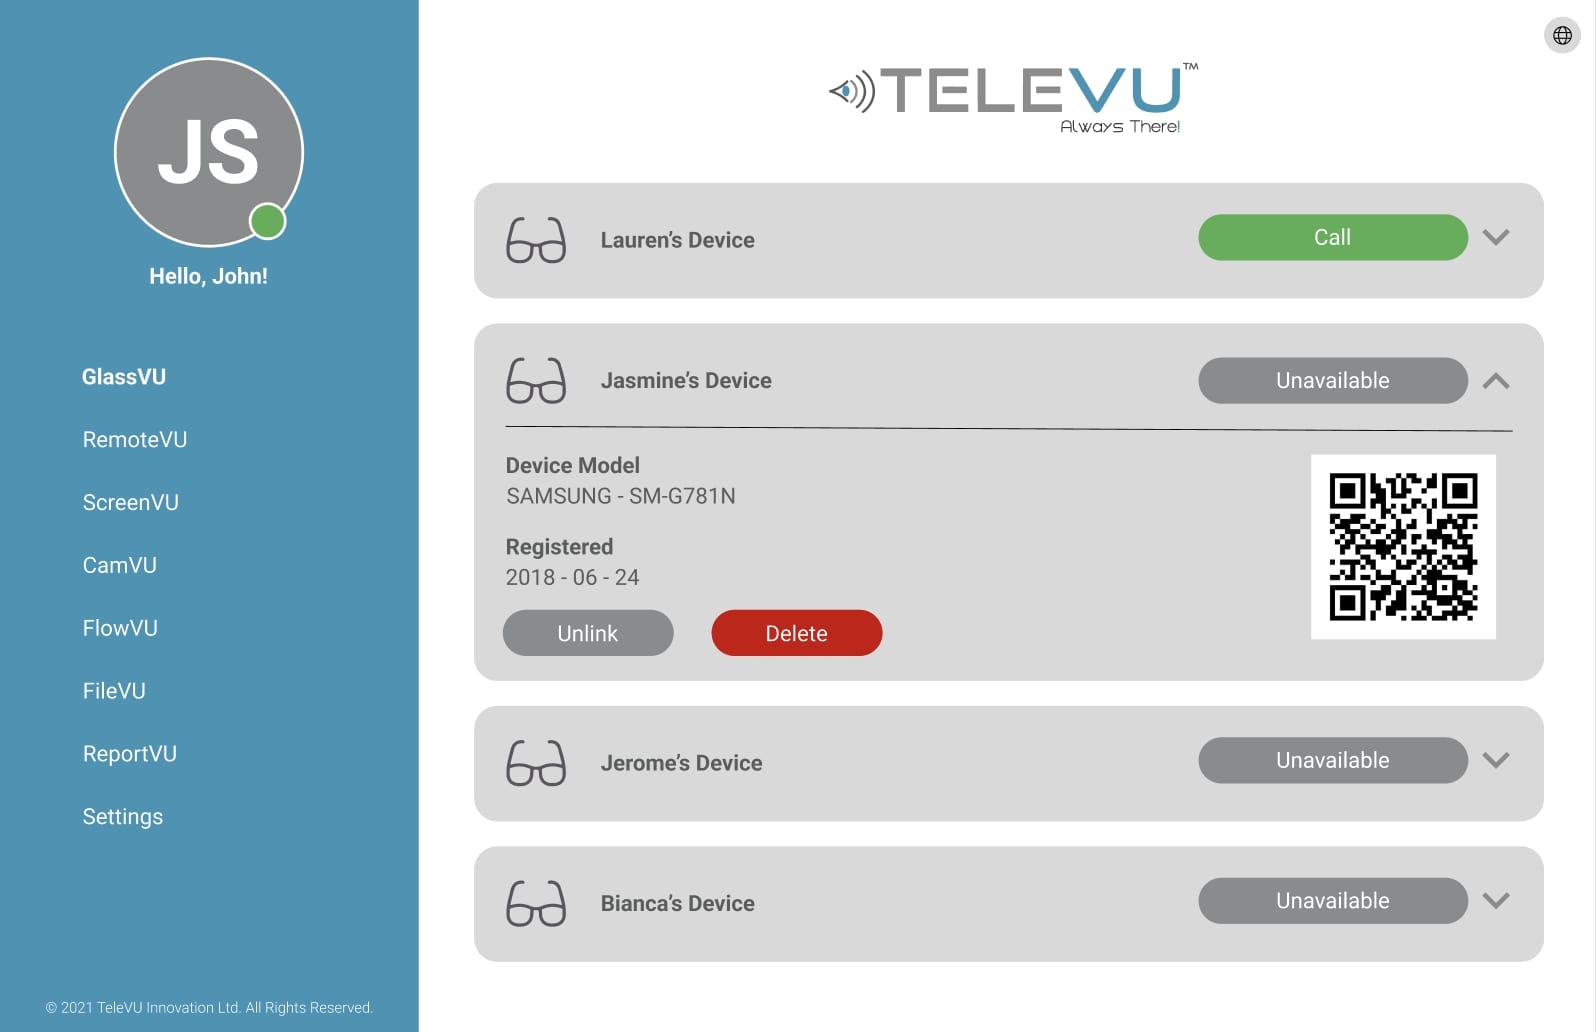 JS
Hello, John!
GlassVU
RemoteVU
ScreenVU
CamVU
FlowVU
FileVU
ReportVU
Settings
© 2021 TeleVU Innovation Ltd. All Rights Reserved.
TELEVU™
Always There!
Lauren’s Device
Call
Jasmine’s Device
Unavailable
Device Model
SAMSUNG - SM-G781N
Registered
2018 - 06 - 24
Unlink
Delete
Jerome’s Device
Unavailable
Bianca’s Device
Unavailable